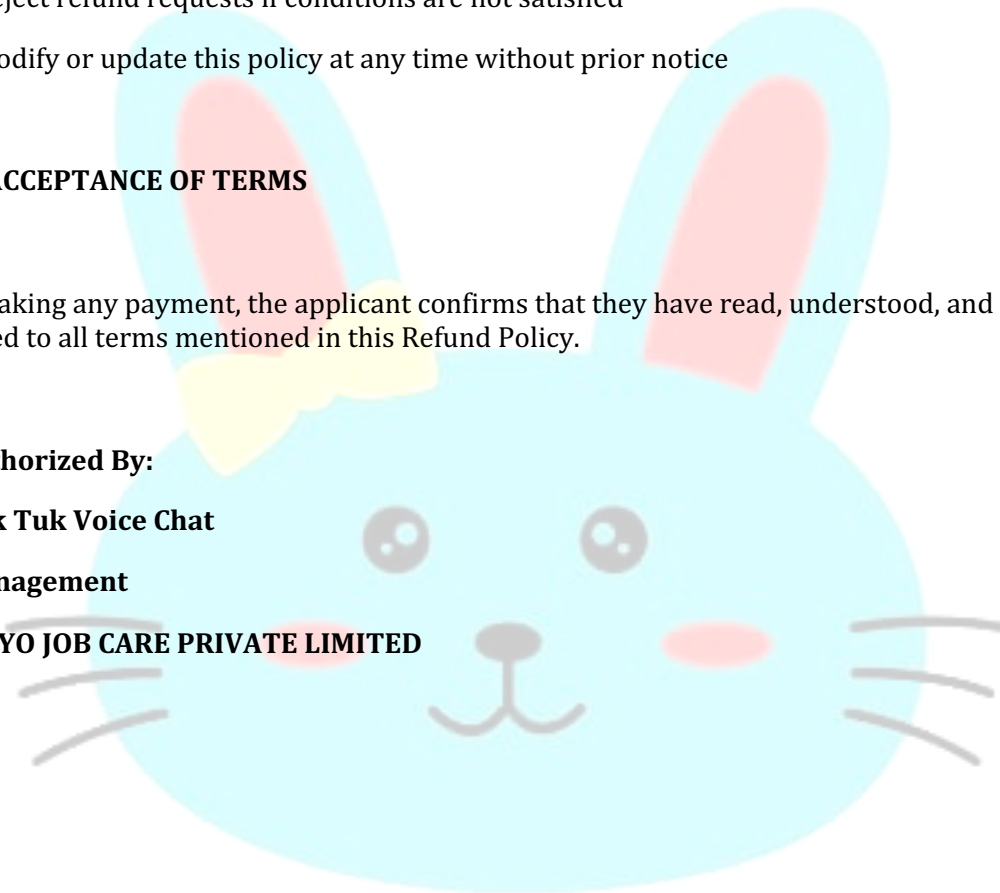 ject refund requests if conditions are not satisfied
odify or update this policy at any time without prior notice
ACCEPTANCE OF TERMS
aking any payment, the applicant confirms that they have read, understood, and
ed to all terms mentioned in this Refund Policy.
horized By:
k Tuk Voice Chat
nagement
YO JOB CARE PRIVATE LIMITED